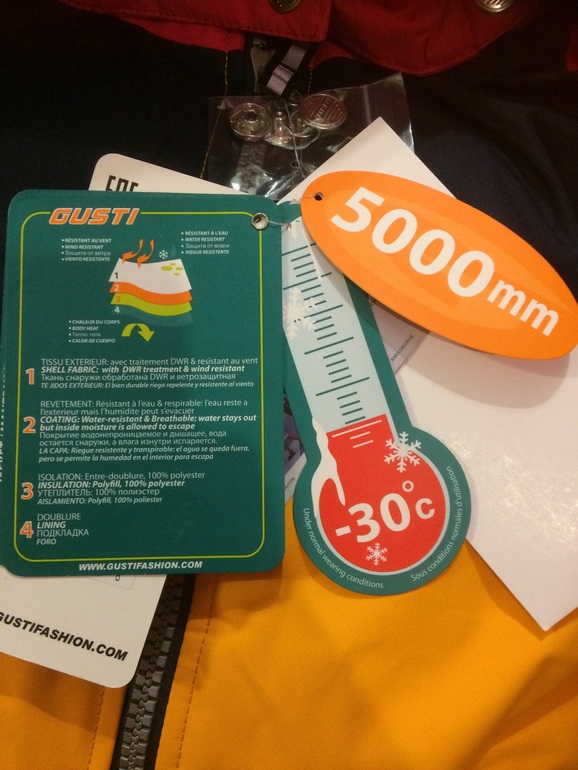 GUSTI
• RÉSISTANT AU VENT
• WIND RESISTANT
• Защита от ветра
• VIENTO RESISTENTE
• RÉSISTANT À L'EAU
• WATER RESISTANT
• Защита от влаги
RIEGUE RESISTENTE
1
2
3
4
• CHALEUR DU CORPS
• BODY HEAT
• Тепло тела
• CALOR DE CUERPO
1 TISSU EXTERIEUR: avec traitement DWR & resistant au vent
SHELL FABRIC: with DWR treatment & wind resistant
Ткань снаружи обработана DWR и ветрозащитная
TE JIDOS EXTERIOR: El bien durable riega repelente y resistente al viento
2 REVETEMENT: Résistant à l'eau & respirable: l'eau reste a
l'exterieur mais l'humidité peut s'évacuer
COATING: Water-resistant & Breathable: water stays out
but inside moisture is allowed to escape
Покрытие водонепроницаемое и дышащее, вода
остается снаружи, а влага изнутри испаряется.
LA CAPA: Riegue resistente y transpirable: el agua se queda fuera,
pero se permite la humedad en el interior para escapa
3 ISOLATION: Entre-doublure, 100% polyester
INSULATION: Polyfill, 100% polyester
УТЕПЛИТЕЛЬ: 100% полиэстер
AISLAMIENTO: Polyfill, 100% poliester
4 DOUBLURE
LINING
ПОДКЛАДКА
FORO
WWW.GUSTIFASHION.COM
GUSTIFASHION.COM
5000mm
-30°C
Under normal wearing conditions
Sous conditions normales d'utilisation